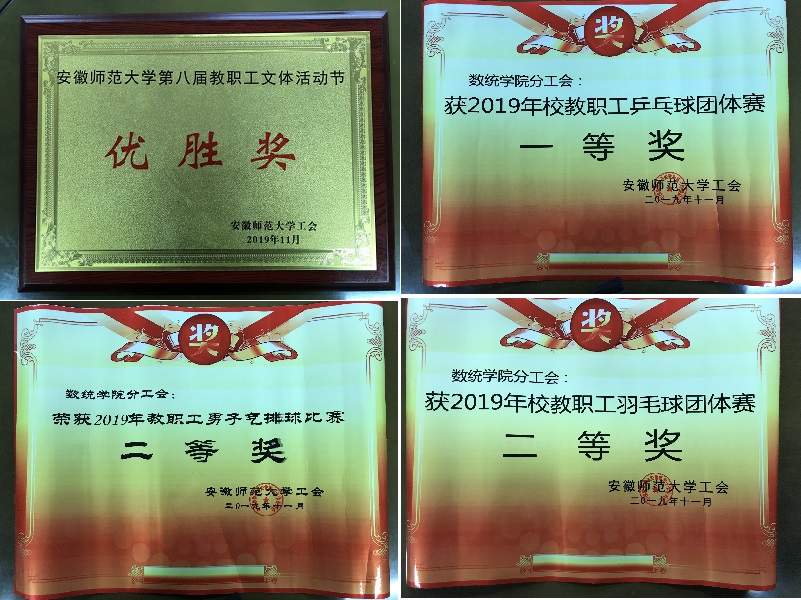 安徽师范大学第八届教职工文体活动节
优胜奖
安徽师范大学工会
2019年11月
奖
数统学院分工会：
获2019年校教职工乒乓球团体赛
一等奖
安徽师范大学工会
二〇一九年十一月
奖
数统学院分工会：
荣获2019年教职工男子气排球比赛
二等奖
安徽师范大学工会
二〇一九年十一月
奖
数统学院分工会：
获2019年校教职工羽毛球团体赛
二等奖
安徽师范大学工会
二〇一九年十一月